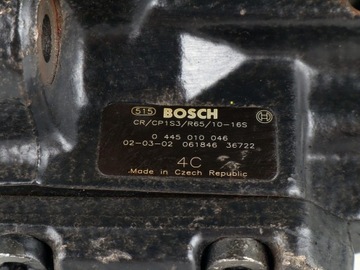 515 BOSCH
CR/CP1S3/R65/10-16S
0 445 010 046
02-03-02 061846 36722
4C
Made in Czech Republic